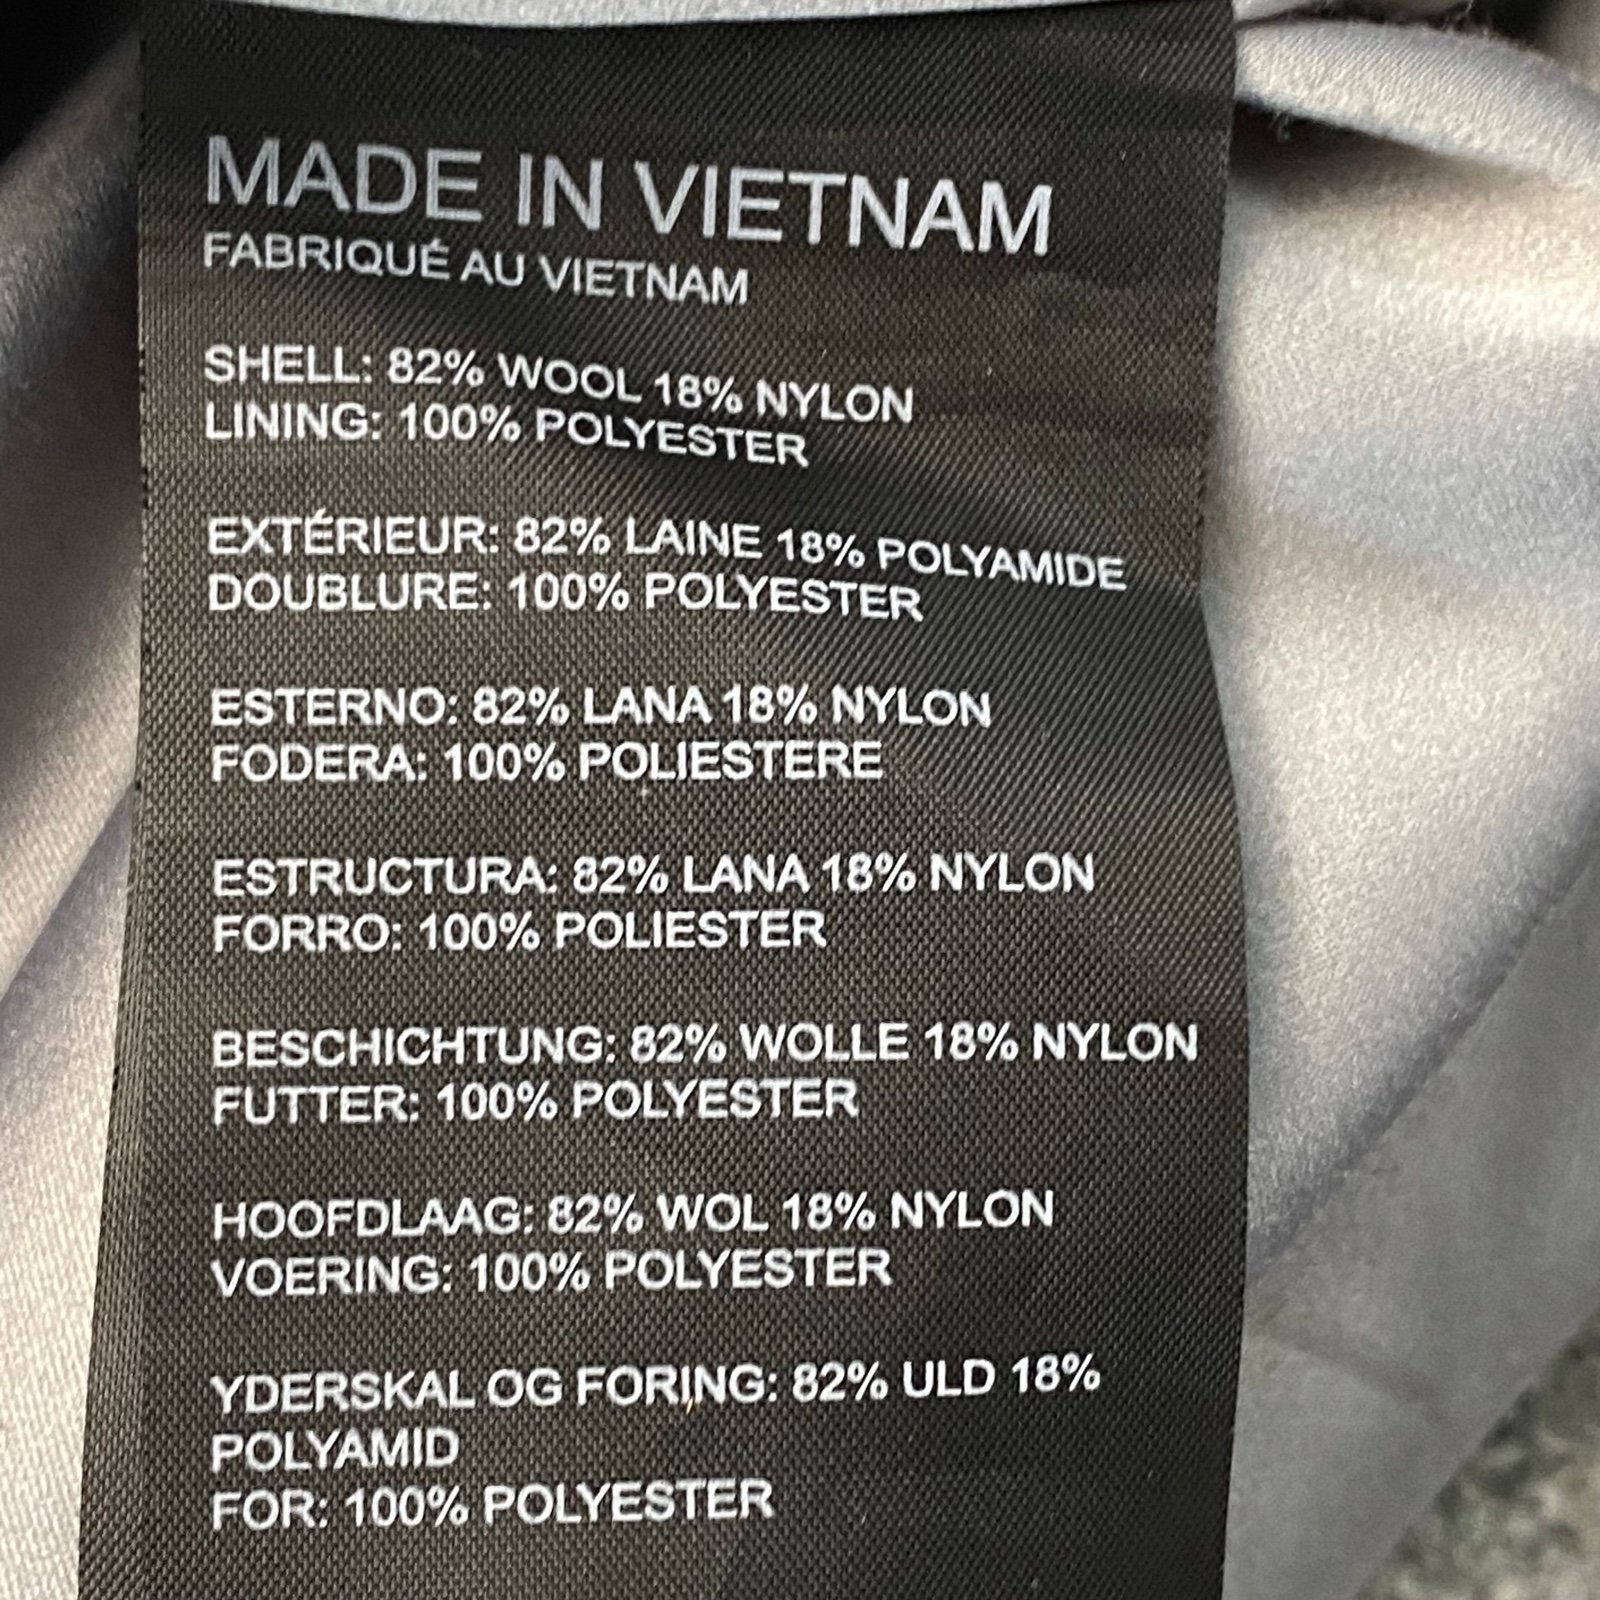 MADE IN VIETNAM
FABRIQUÉ AU VIETNAM
SHELL: 82% WOOL 18% NYLON
LINING: 100% POLYESTER
EXTÉRIEUR: 82% LAINE 18% POLYAMIDE
DOUBLURE: 100% POLYESTER
ESTERNO: 82% LANA 18% NYLON
FODERA: 100% POLIESTERE
ESTRUCTURA: 82% LANA 18% NYLON
FORRO: 100% POLIESTER
BESCHICHTUNG: 82% WOLLE 18% NYLON
FUTTER: 100% POLYESTER
HOOFDLAAG: 82% WOL 18% NYLON
VOERING: 100% POLYESTER
YDERSKAL OG FORING: 82% ULD 18%
POLYAMID
FOR: 100% POLYESTER